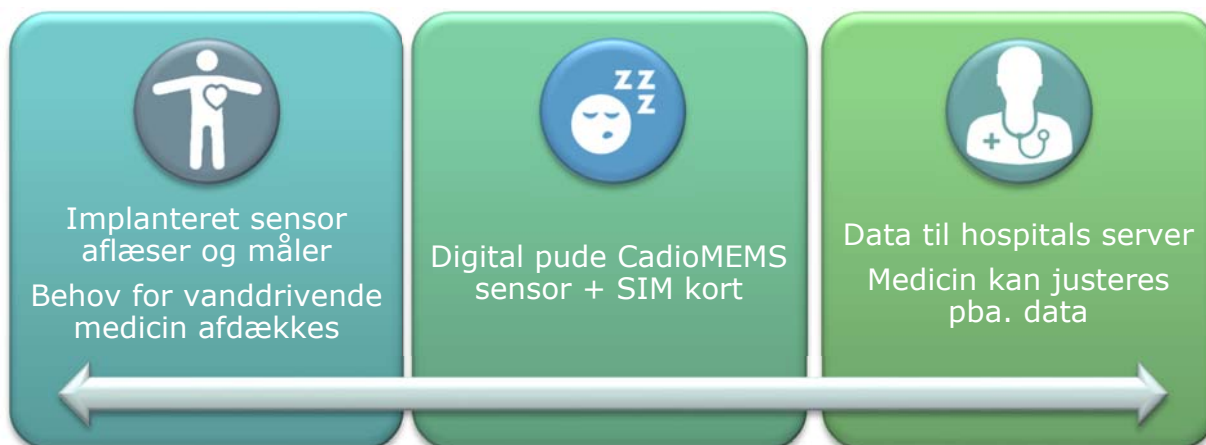 Implanteret sensor
aflæser og måler
Behov for vanddrivende
medicin afdækkes
zzz
Digital pude CadioMEMS
sensor + SIM kort
Data til hospitals server
Medicin kan justeres
pba. data